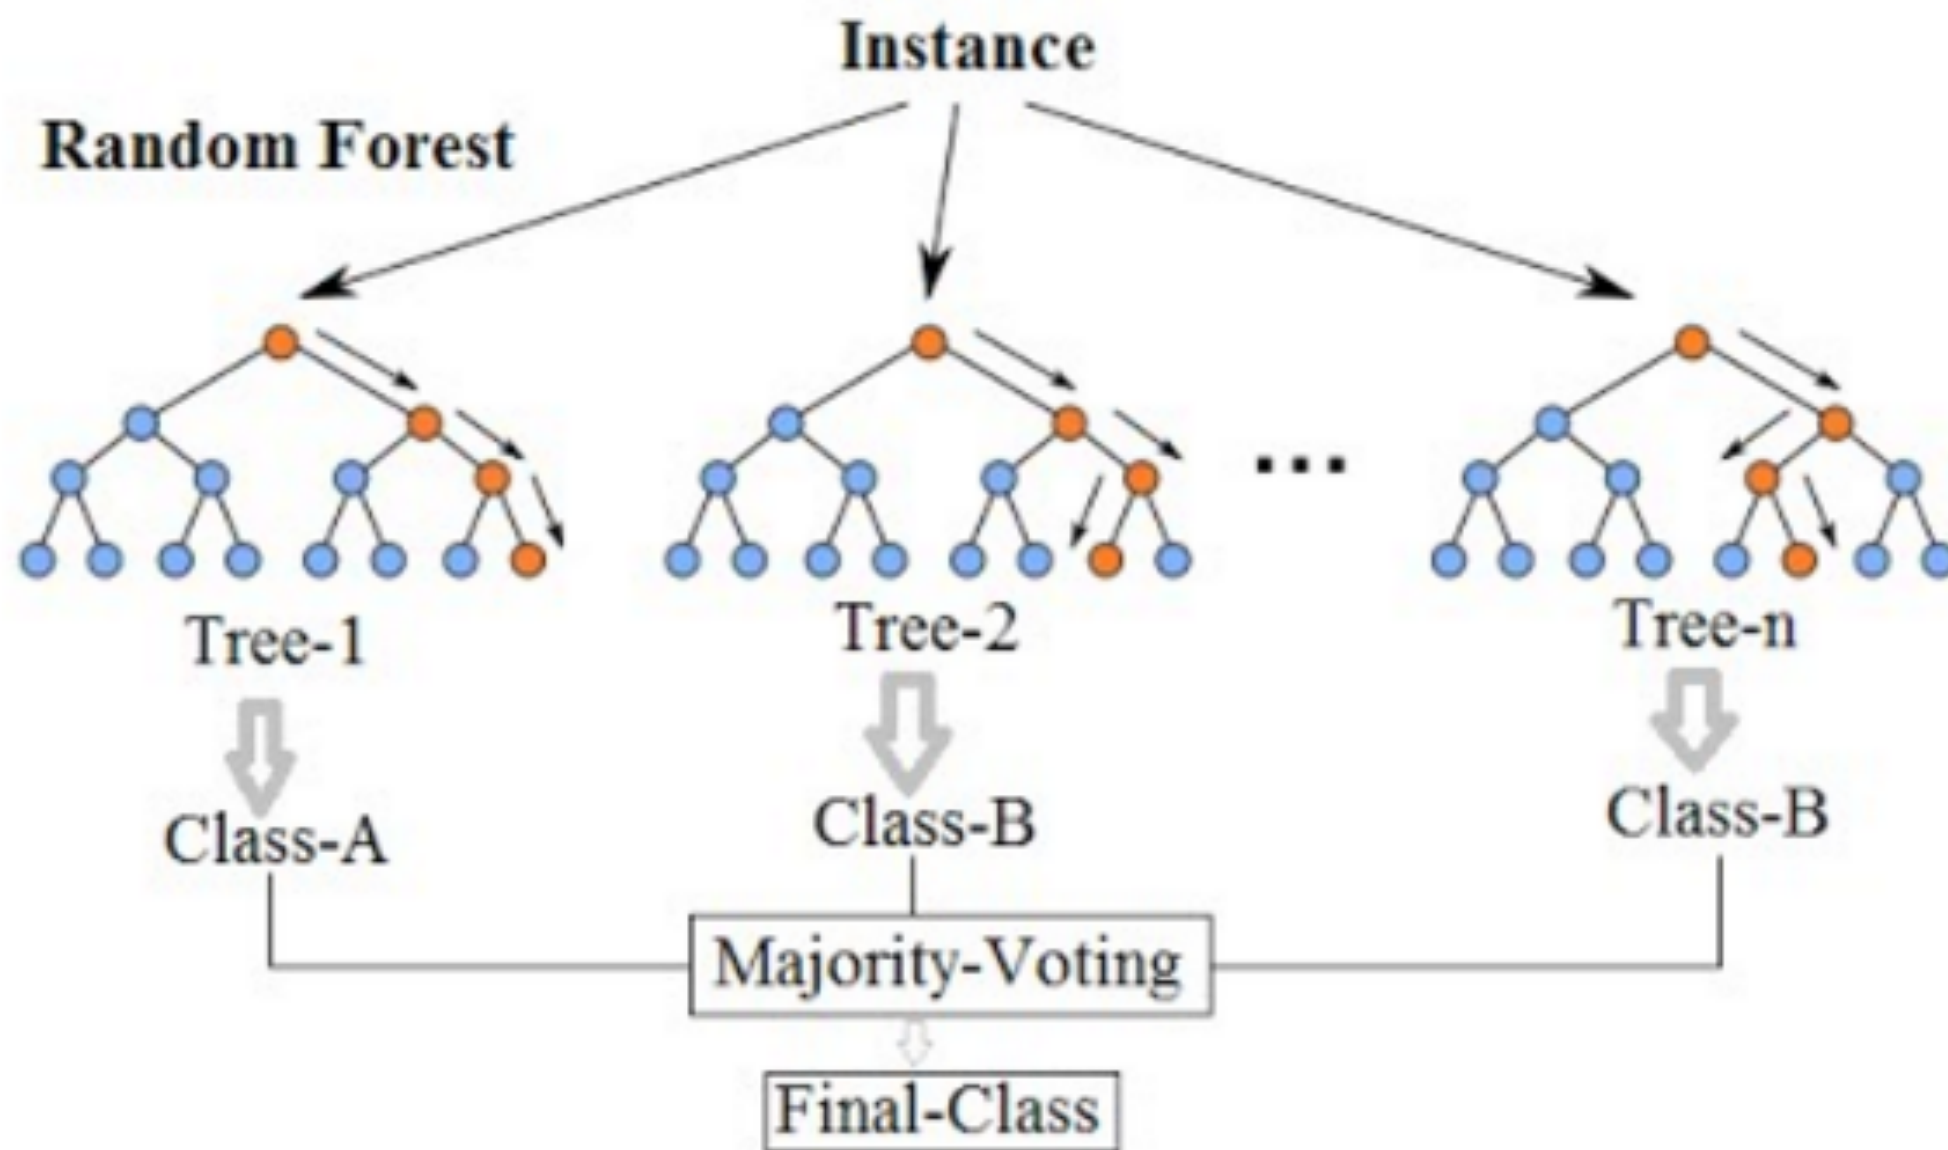 Instance
Random Forest
...
Tree-1
Tree-2
Tree-n
Class-A
Class-B
Class-B
Majority-Voting
Final-Class